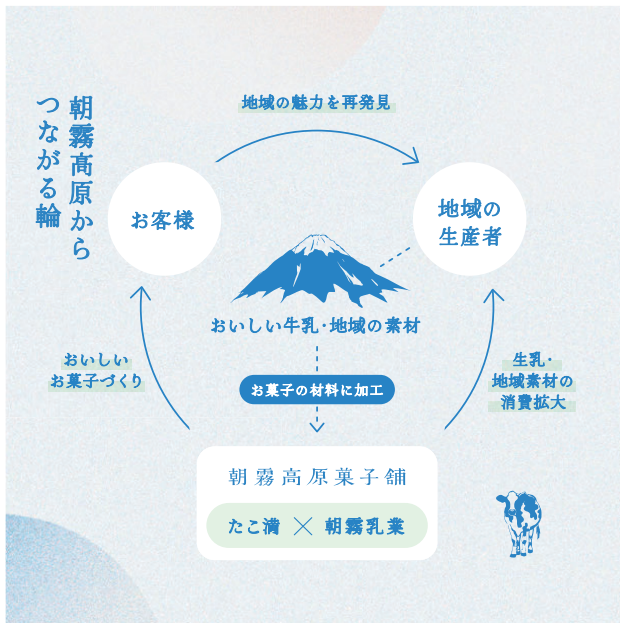 朝霧高原から
つながる輪
地域の魅力を再発見
お客様
地域の
生産者
おいしい牛乳・地域の素材
おいしい
お菓子づくり
お菓子の材料に加工
生乳・
地域素材の
消費拡大
朝霧高原菓子舗
たこ満 × 朝霧乳業